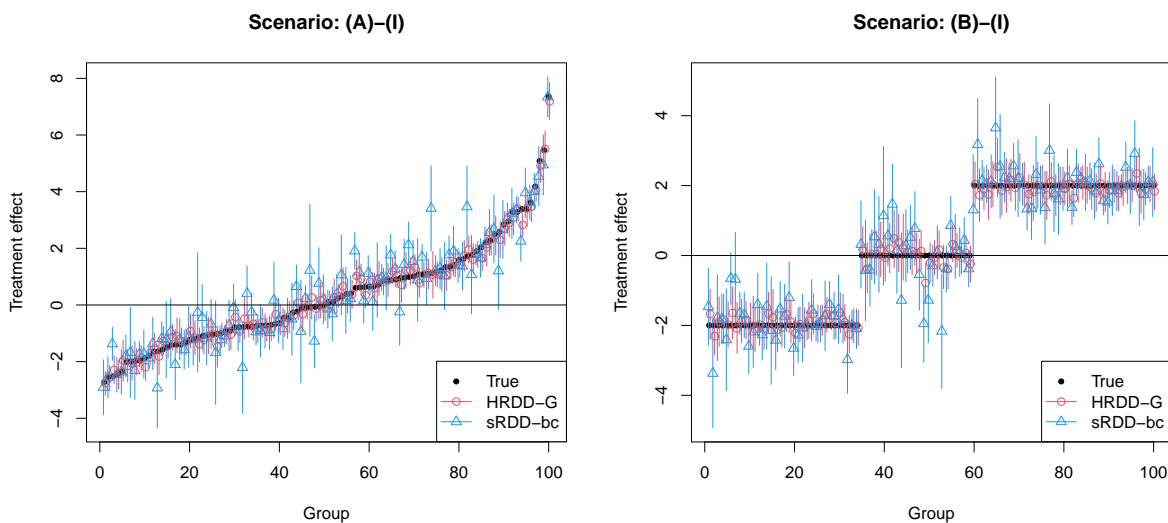 Scenario: (A)−(I)
Treatment effect
8
6
4
2
0
−2
−4
0 20 40 60 80 100
Group
True
HRDD−G
sRDD−bc
Scenario: (B)−(I)
Treatment effect
4
2
0
−2
−4
0 20 40 60 80 100
Group
True
HRDD−G
sRDD−bc